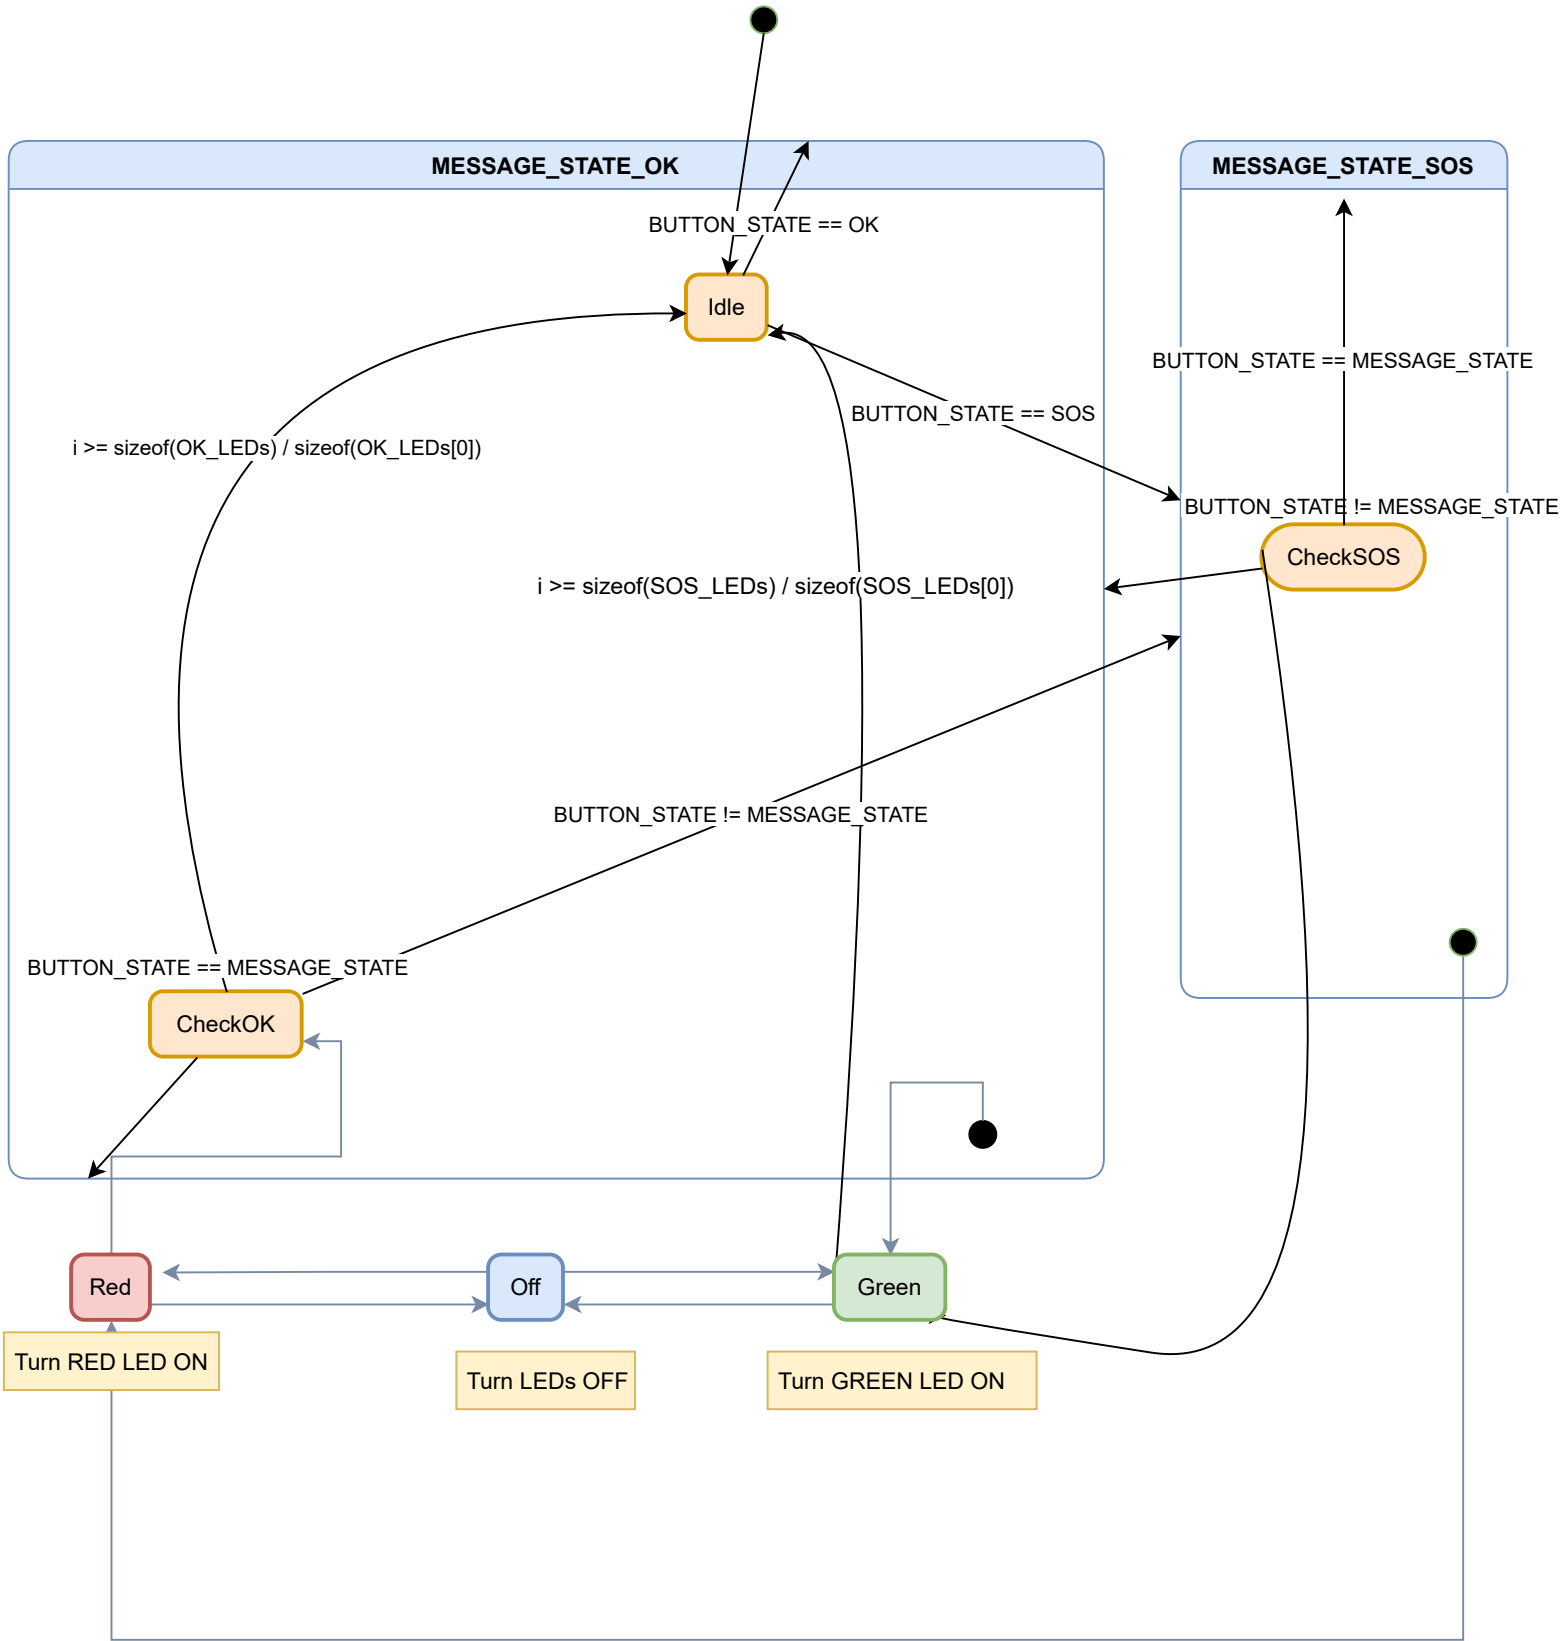 MESSAGE_STATE_OK
MESSAGE_STATE_SOS
BUTTON_STATE == OK
Idle
BUTTON_STATE == MESSAGE_STATE
BUTTON_STATE == SOS
i >= sizeof(OK_LEDs) / sizeof(OK_LEDs[0])
BUTTON_STATE != MESSAGE_STATE
CheckSOS
i >= sizeof(SOS_LEDs) / sizeof(SOS_LEDs[0])
BUTTON_STATE != MESSAGE_STATE
BUTTON_STATE == MESSAGE_STATE
CheckOK
Red
Off
Green
Turn RED LED ON
Turn LEDs OFF
Turn GREEN LED ON